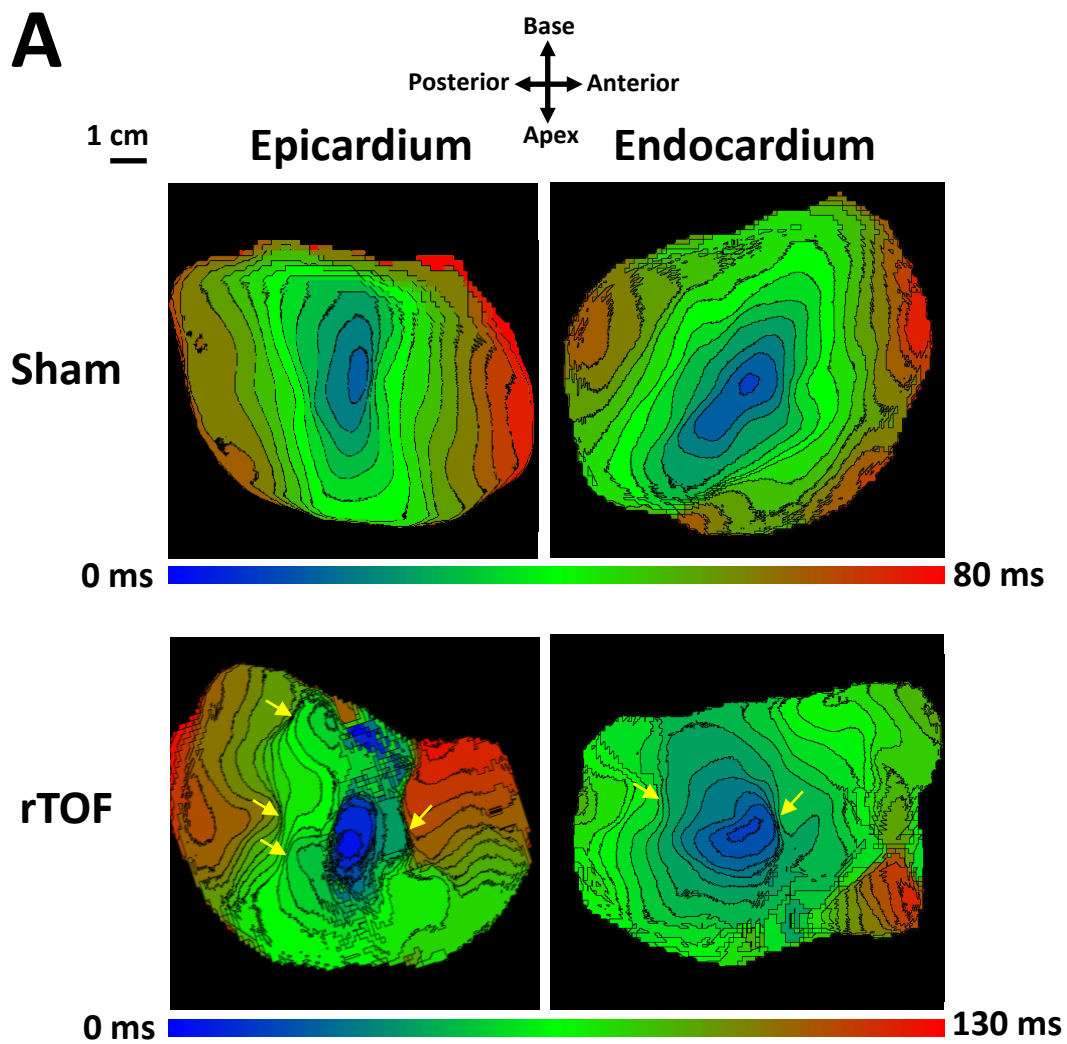 A
Base
Posterior Anterior
Apex
1 cm
Epicardium Endocardium
Sham
0 ms 80 ms
rTOF
0 ms 130 ms